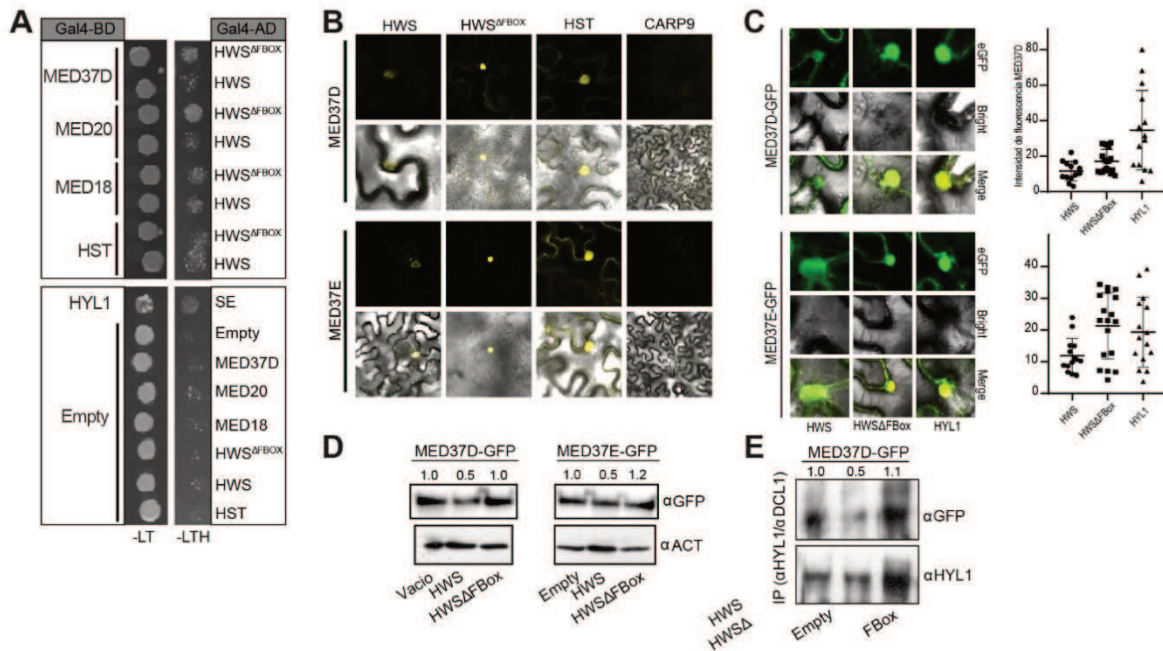 A
Gal4-BD
Gal4-AD
MED37D
HWSΔFBOX
HWS
MED20
HWSΔFBOX
HWS
MED18
HWSΔFBOX
HWS
HST
HWSΔFBOX
HWS
HYL1
SE
Empty
Empty
MED37D
MED20
MED18
HWSΔFBOX
HWS
HST
-LT
-LTH
B
HWS
HWSΔFBOX
HST
CARP9
MED37D
MED37E
C
MED37D-GFP
eGFP
Bright
Merge
MED37E-GFP
eGFP
Bright
Merge
HWS
HWSΔFBox
HYL1
Intensidad de fluorescencia MED37D
80
60
40
20
0
HWS
HWSΔFBox
HYL1
40
30
20
10
0
HWS
HWSΔFBox
HYL1
D
MED37D-GFP
1.0 0.5 1.0
MED37E-GFP
1.0 0.5 1.2
αGFP
αACT
Vacio
HWS
HWSΔFBox
Empty
HWS
HWSΔFBox
E
MED37D-GFP
1.0 0.5 1.1
IP (αHYL1/αDCL1)
αGFP
αHYL1
HWS
HWSΔ
Empty
FBox